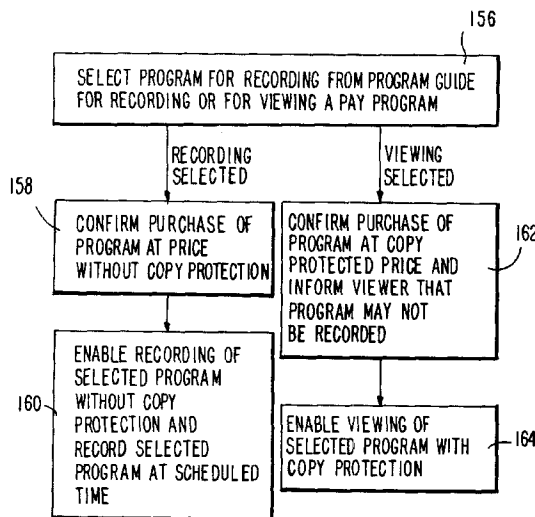 156
SELECT PROGRAM FOR RECORDING FROM PROGRAM GUIDE
FOR RECORDING OR FOR VIEWING A PAY PROGRAM
RECORDING
SELECTED
VIEWING
SELECTED
158
CONFIRM PURCHASE OF
PROGRAM AT PRICE
WITHOUT COPY PROTECTION
CONFIRM PURCHASE OF
PROGRAM AT COPY
PROTECTED PRICE AND
INFORM VIEWER THAT
PROGRAM MAY NOT
BE RECORDED
162
160
ENABLE RECORDING OF
SELECTED PROGRAM
WITHOUT COPY
PROTECTION AND
RECORD SELECTED
PROGRAM AT SCHEDULED
TIME
ENABLE VIEWING OF
SELECTED PROGRAM WITH
COPY PROTECTION
164